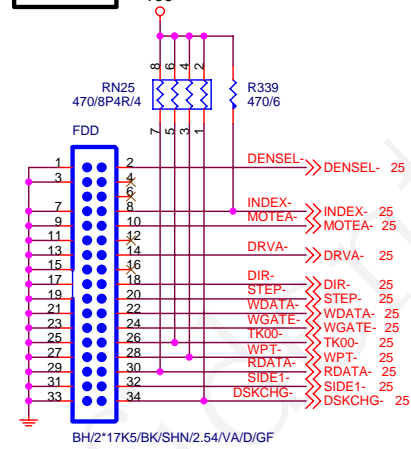 8 6 4 2
RN25
470/8P4R/4
R339
470/6
7 5 3 1
FDD
1 2 DENSEL- DENSEL- 25
3 4
6
7 8 INDEX- INDEX- 25
9 10 MOTEA- MOTEA- 25
11 12
13 14 DRVA- DRVA- 25
15 16
17 18 DIR- DIR- 25
19 20 STEP- STEP- 25
21 22 WDATA- WDATA- 25
23 24 WGATE- WGATE- 25
25 26 TK00- TK00- 25
27 28 WPT- WPT- 25
29 30 RDATA- RDATA- 25
31 32 SIDE1- SIDE1- 25
33 34 DSKCHG- DSKCHG- 25
BH/2*17K5/BK/SHN/2.54/VA/D/GF